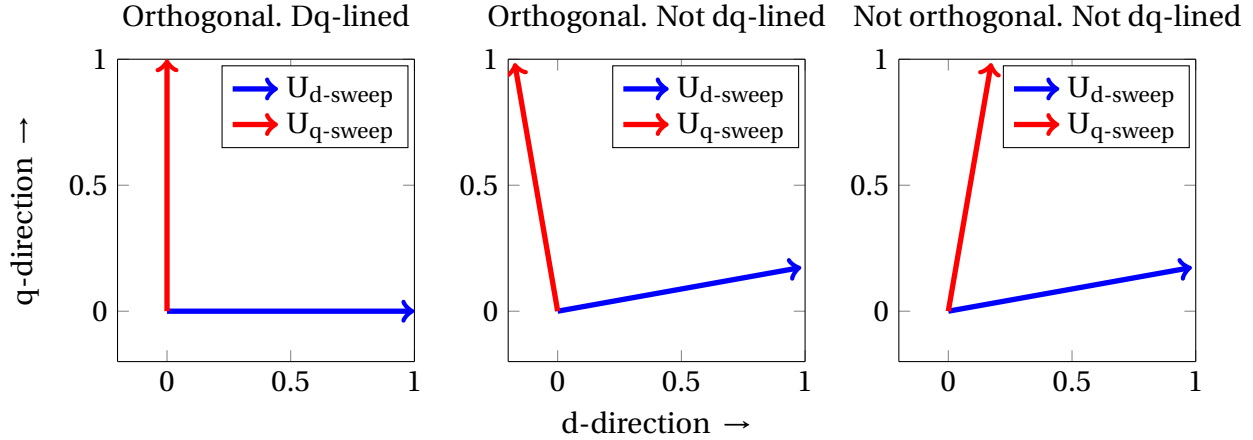 Orthogonal. Dq-lined
Orthogonal. Not dq-lined
Not orthogonal. Not dq-lined
q-direction →
1
0.5
0
0
0.5
1
U_d-sweep
U_q-sweep
1
0.5
0
0
0.5
1
U_d-sweep
U_q-sweep
1
0.5
0
0
0.5
1
U_d-sweep
U_q-sweep
d-direction →